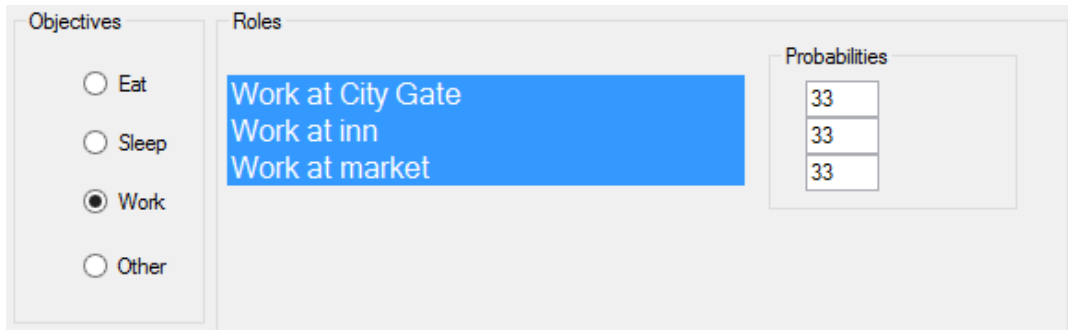 Objectives
Eat
Sleep
Work
Other
Roles
Work at City Gate
Work at inn
Work at market
Probabilities
33
33
33